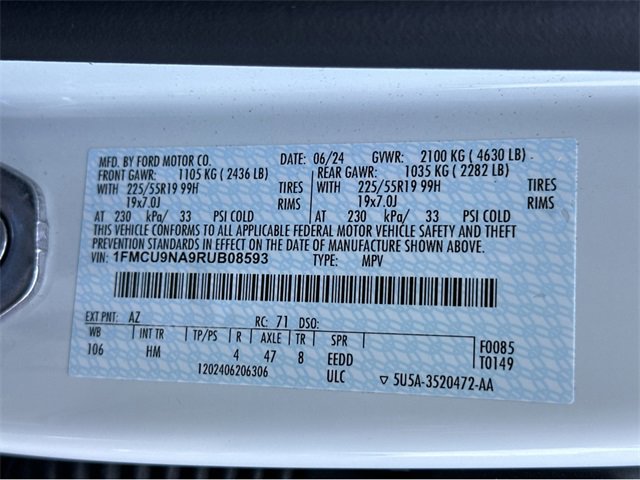 MFD. BY FORD MOTOR CO. DATE: 06/24 GVWR: 2100 KG ( 4630 LB)
FRONT GAWR: 1105 KG ( 2436 LB) REAR GAWR: 1035 KG ( 2282 LB)
WITH 225/55R19 99H TIRES WITH 225/55R19 99H TIRES
19x7.0J RIMS 19x7.0J RIMS
AT 230 kPa/ 33 PSI COLD AT 230 kPa/ 33 PSI COLD
THIS VEHICLE CONFORMS TO ALL APPLICABLE FEDERAL MOTOR VEHICLE SAFETY AND THEFT
PREVENTION STANDARDS IN EFFECT ON THE DATE OF MANUFACTURE SHOWN ABOVE.
VIN: 1FMCU9NA9RUB08593 TYPE: MPV
EXT PNT: AZ RC: 71 DSO:
WB INT TR TP/PS R AXLE TR SPR F0085
106 HM 4 47 8 EEDD T0149
1202406206306 ULC ▽ 5U5A-3520472-AA